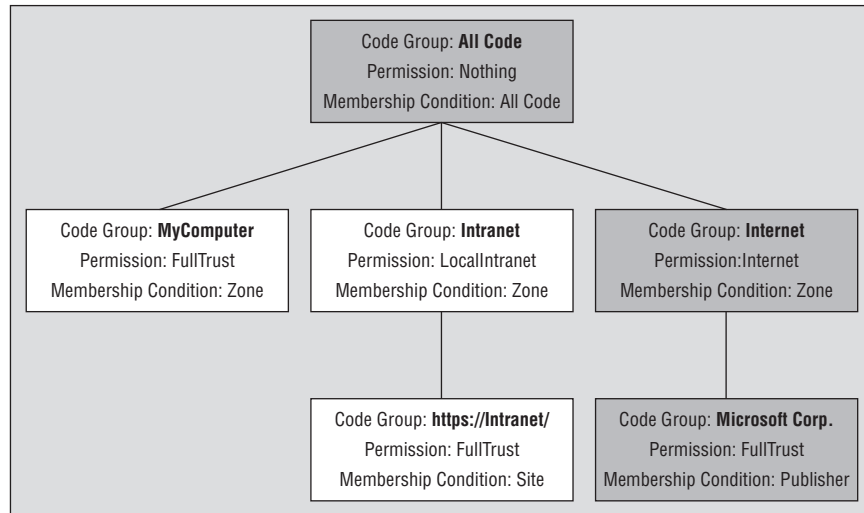 Code Group: All Code
Permission: Nothing
Membership Condition: All Code
Code Group: MyComputer
Permission: FullTrust
Membership Condition: Zone
Code Group: Intranet
Permission: LocalIntranet
Membership Condition: Zone
Code Group: Internet
Permission:Internet
Membership Condition: Zone
Code Group: https://Intranet/
Permission: FullTrust
Membership Condition: Site
Code Group: Microsoft Corp.
Permission: FullTrust
Membership Condition: Publisher